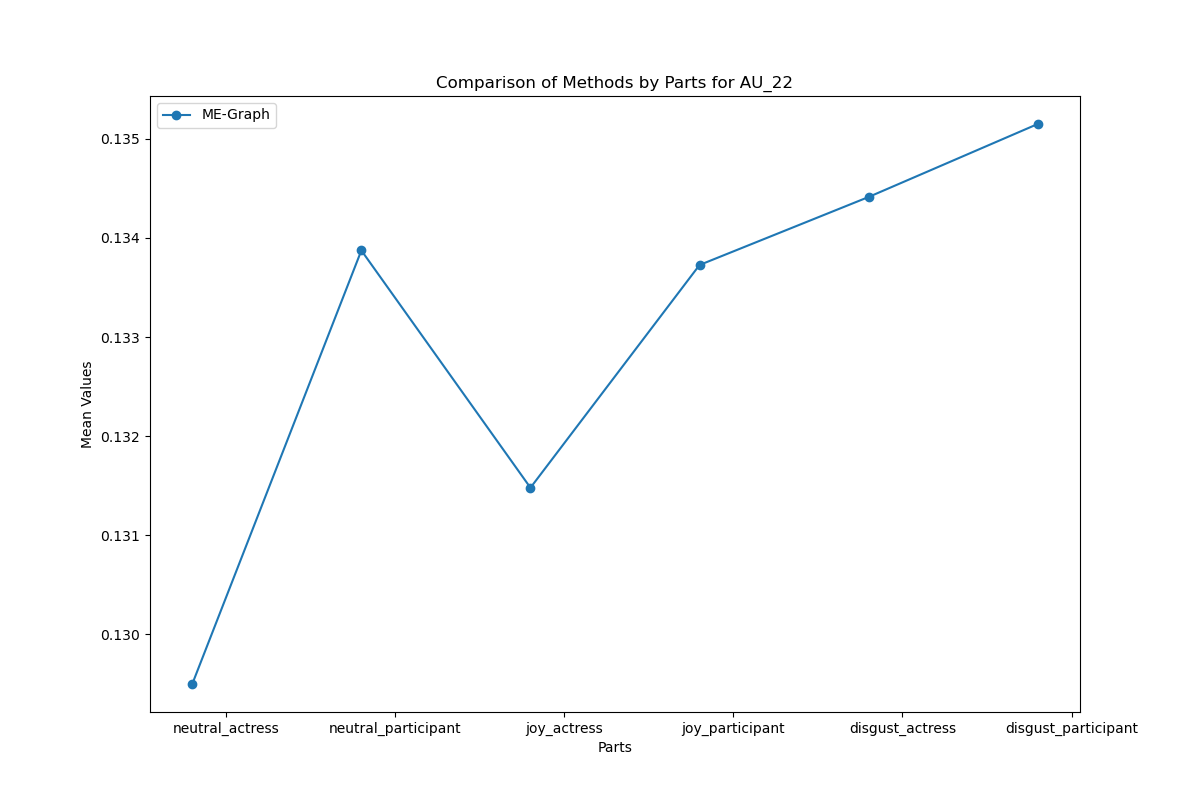 Comparison of Methods by Parts for AU_22
ME-Graph
0.135
0.134
0.133
0.132
0.131
0.130
Mean Values
neutral_actress
neutral_participant
joy_actress
joy_participant
disgust_actress
disgust_participant
Parts